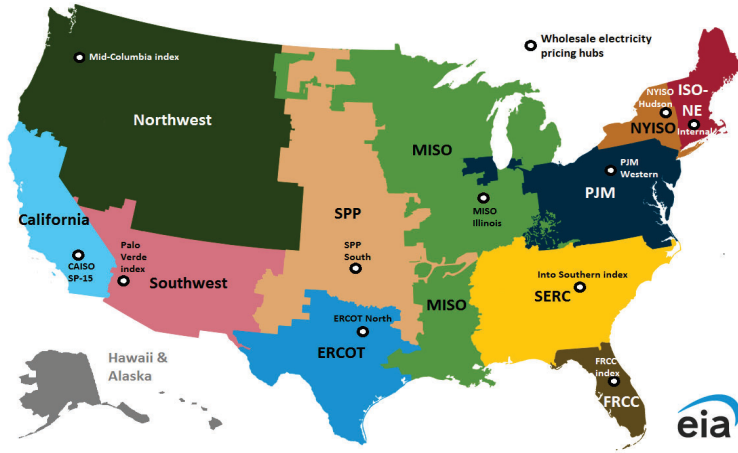 Wholesale electricity
pricing hubs
Mid-Columbia index
Northwest
NYISO
Hudson
ISO-
NE
NYISO
Internal
MISO
PJM
Western
PJM
California
SPP
MISO
Illinois
CAISO
SP-15
Palo
Verde
index
Southwest
SPP
South
Into Southern index
SERC
MISO
ERCOT North
ERCOT
Hawaii &
Alaska
FRCC
index
FRCC
eia